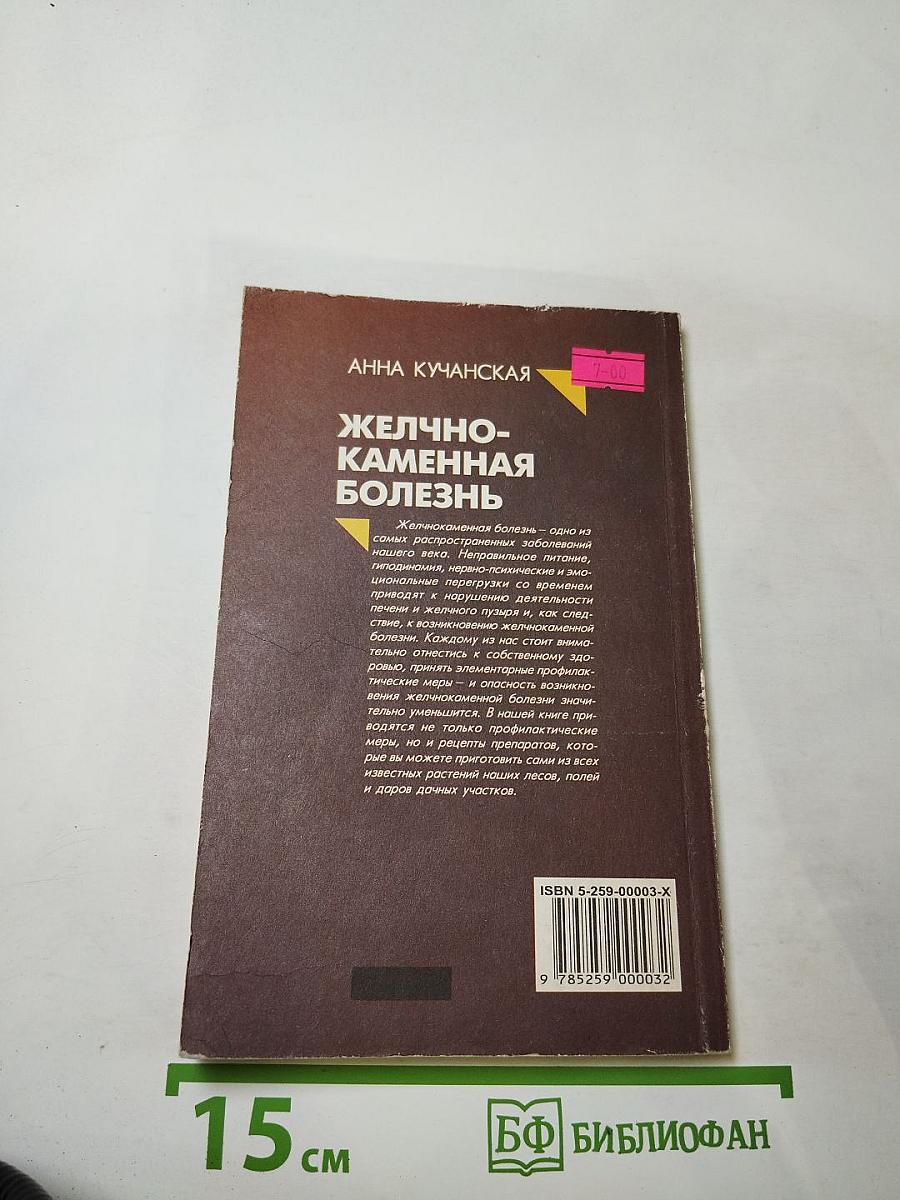 АННА КУЧАНСКАЯ
7-00
ЖЕЛЧНО-
КАМЕННАЯ
БОЛЕЗНЬ
Желчнокаменная болезнь — одно из
самых распространенных заболеваний
нашего века. Неправильное питание,
гиподинамия, нервно-психические и эмо-
циональные перегрузки со временем
приводят к нарушению деятельности
печени и желчного пузыря и, как след-
ствие, к возникновению желчнокаменной
болезни. Каждому из нас стоит внима-
тельно отнестись к собственному здо-
ровью, принять элементарные профилак-
тические меры — и опасность возникно-
вения желчнокаменной болезни значи-
тельно уменьшится. В нашей книге при-
водятся не только профилактические
меры, но и рецепты препаратов, кото-
рые вы можете приготовить сами из всех
известных растений наших лесов, полей
и даров дачных участков.
ISBN 5-259-00003-X
9 785259 000032
15 см
БФ БИБЛИОФАН